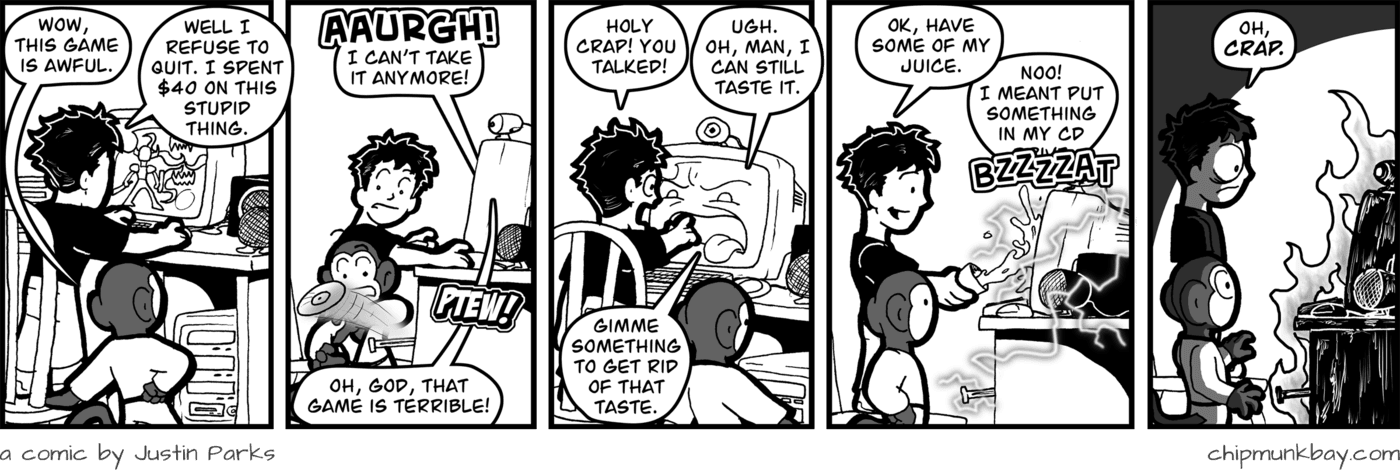 WOW,
THIS GAME
IS AWFUL.
WELL I
REFUSE TO
QUIT. I SPENT
$40 ON THIS
STUPID
THING.
AAURGH!
I CAN'T TAKE
IT ANYMORE!
PTEW!
OH, GOD, THAT
GAME IS TERRIBLE!
HOLY
CRAP! YOU
TALKED!
UGH.
OH, MAN, I
CAN STILL
TASTE IT.
GIMME
SOMETHING
TO GET RID
OF THAT
TASTE.
OK, HAVE
SOME OF MY
JUICE.
NOO!
I MEANT PUT
SOMETHING
IN MY CD
BZZZZAT
OH,
CRAP.
a comic by Justin Parks
chipmunkbay.com